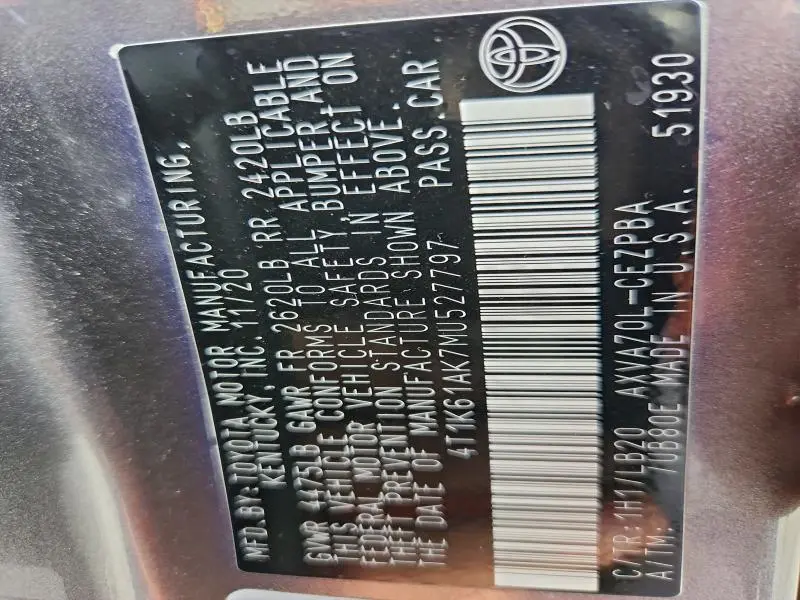 MFD.BY:TOYOTA MOTOR MANUFACTURING,
KENTUCKY, INC. 11/20
GVWR 4475LB GAWR FR 2620LB RR 2420LB
THIS VEHICLE CONFORMS TO ALL APPLICABLE
FEDERAL MOTOR VEHICLE SAFETY, BUMPER, AND
THEFT PREVENTION STANDARDS IN EFFECT ON
THE DATE OF MANUFACTURE SHOWN ABOVE.
4T1K61AK7MU527797 PASS.CAR
C/TR:1H1/LB20 AXVA70L-CEZPBA
A/TM: /UB80E MADE IN U.S.A. 51930